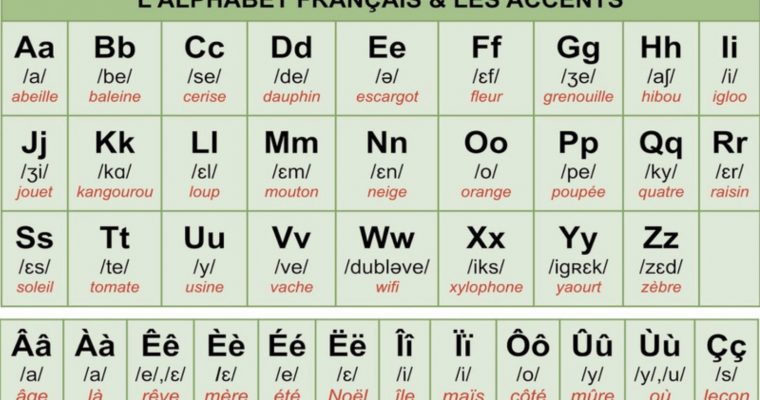 L'ALPHABET FRANÇAIS & LES ACCENTS
Aa Bb Cc Dd Ee Ff Gg Hh Ii
/a/ /be/ /se/ /de/ /ə/ /ɛf/ /ʒe/ /aʃ/ /i/
abeille baleine cerise dauphin escargot fleur grenouille hibou igloo
Jj Kk Ll Mm Nn Oo Pp Qq Rr
/ʒi/ /kɑ/ /ɛl/ /ɛm/ /ɛn/ /o/ /pe/ /ky/ /ɛr/
jouet kangourou loup mouton neige orange poupée quatre raisin
Ss Tt Uu Vv Ww Xx Yy Zz
/ɛs/ /te/ /y/ /ve/ /dubləve/ /iks/ /igʀɛk/ /zɛd/
soleil tomate usine vache wifi xylophone yaourt zèbre
Ââ Àà Êê Èè Éé Ëë Îî Ïï Ôô Ûû Ùù Çç
/a/ /a/ /e/,/ɛ/ /ɛ/ /e/ /ɛ/ /i/ /i/ /o/ /y/ /y/,/u/ /s/
âge là rêve mère été Noël île maïs côté mûre où leçon